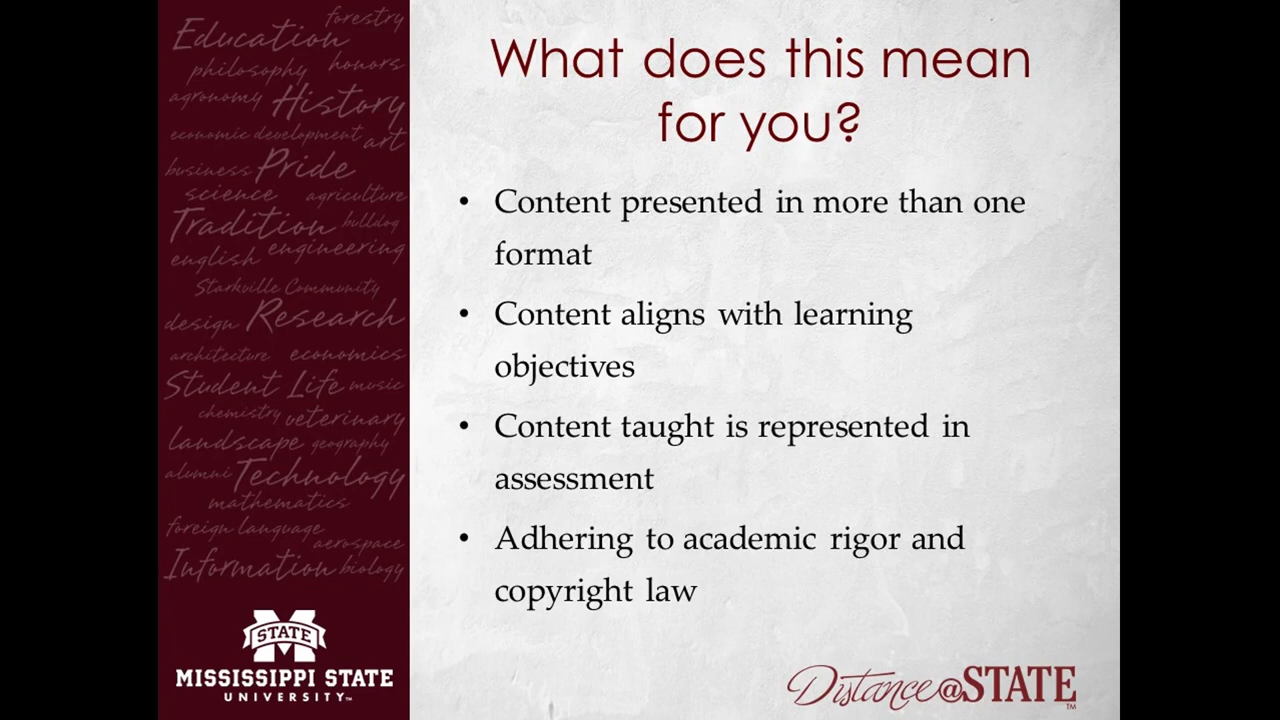 forestry
Education
philosophy honors
agronomy History
economic development art
business Pride
science agriculture
Tradition bulldog
english engineering
Starkville Community
design Research
architecture economics
Student Life music
chemistry veterinary
landscape geography
alumni Technology
mathematics
foreign language
aerospace
Information biology
STATE
MISSISSIPPI STATE
UNIVERSITY™
What does this mean
for you?
• Content presented in more than one
format
• Content aligns with learning
objectives
• Content taught is represented in
assessment
• Adhering to academic rigor and
copyright law
Distance@STATE™